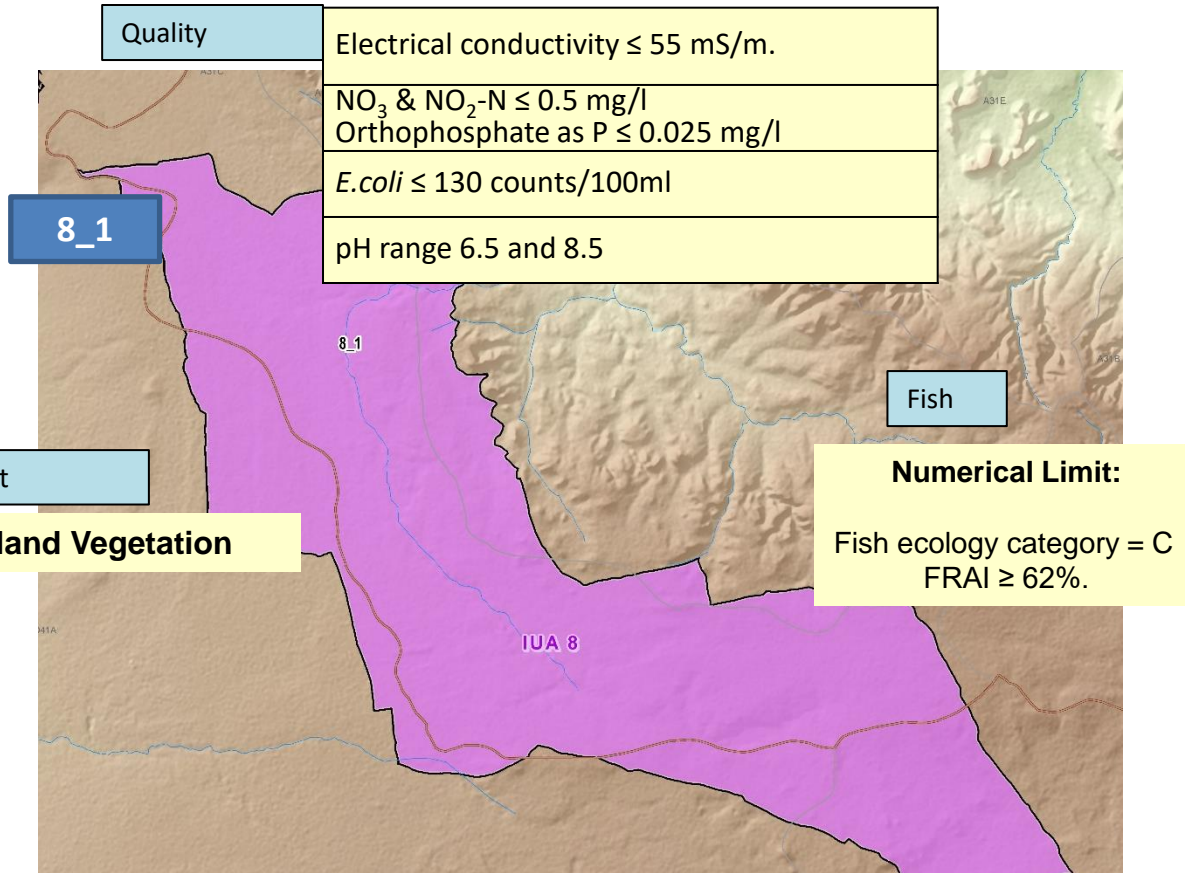 Quality
Electrical conductivity ≤ 55 mS/m.
NO₃ & NO₂-N ≤ 0.5 mg/l
Orthophosphate as P ≤ 0.025 mg/l
E.coli ≤ 130 counts/100ml
pH range 6.5 and 8.5
A31E
8_1
8_1
A31B
Fish
t
land Vegetation
Numerical Limit:
Fish ecology category = C
FRAI ≥ 62%.
IUA 8